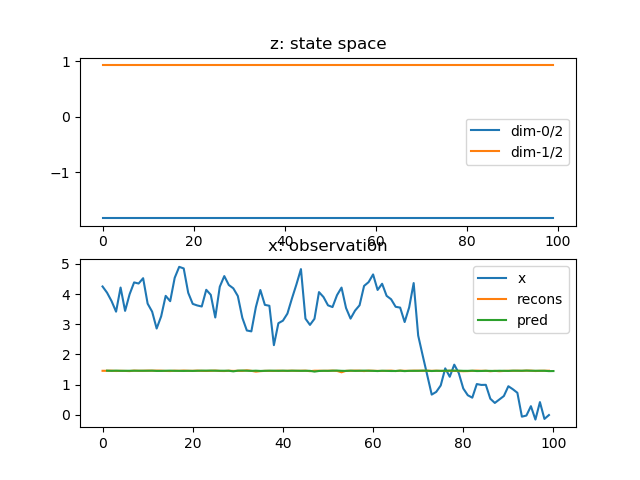 z: state space
1
0
−1
dim-0/2
dim-1/2
0 20 40 60 80 100
x: observation
5
4
3
2
1
0
x
recons
pred
0 20 40 60 80 100